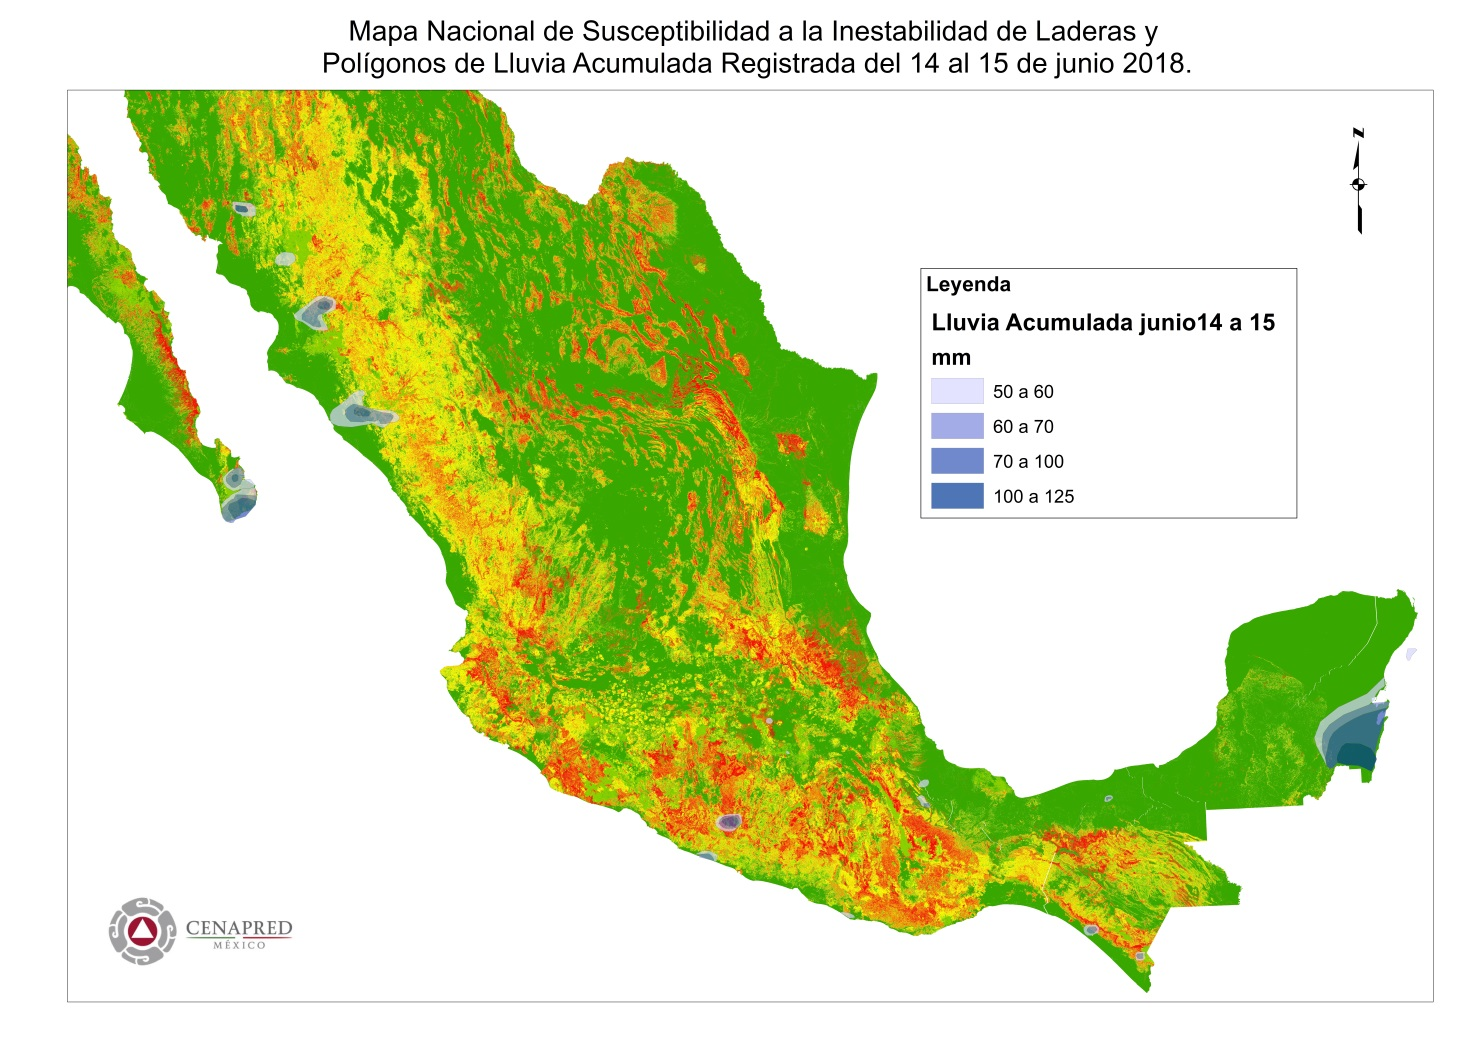 Mapa Nacional de Susceptibilidad a la Inestabilidad de Laderas y
Polígonos de Lluvia Acumulada Registrada del 14 al 15 de junio 2018.
N
Leyenda
Lluvia Acumulada junio14 a 15
mm
50 a 60
60 a 70
70 a 100
100 a 125
CENAPRED
MÉXICO